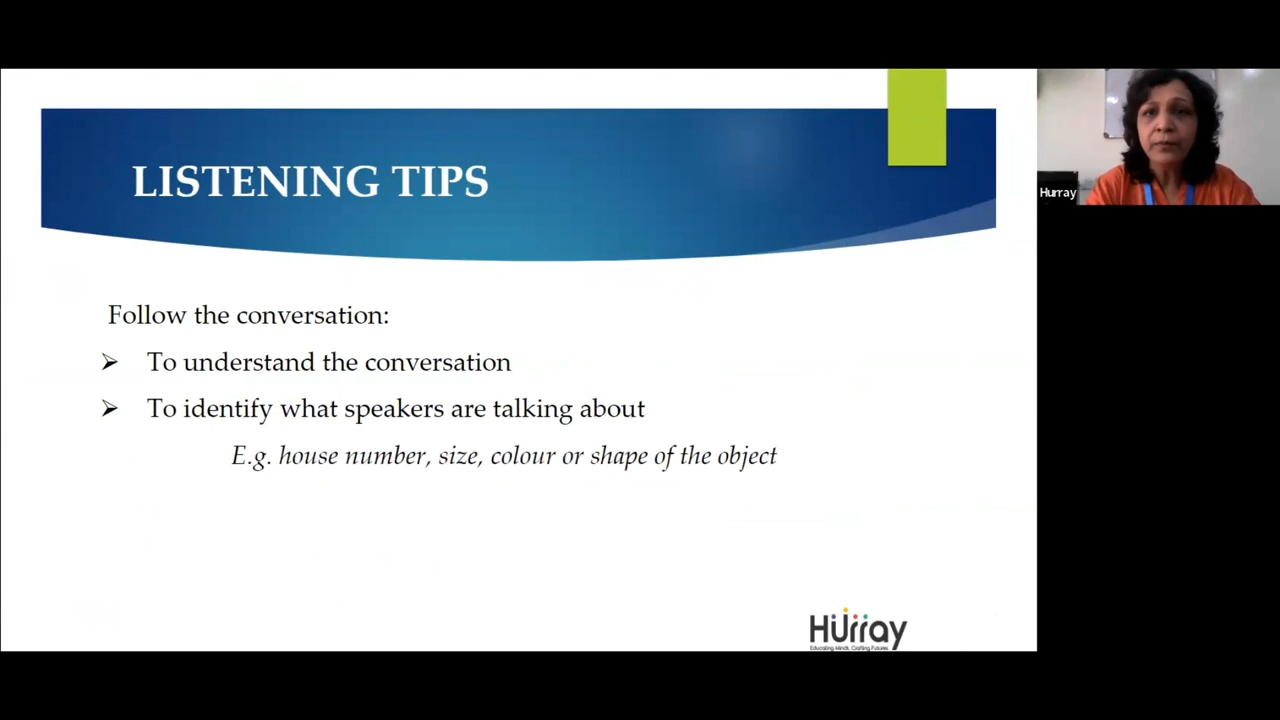 LISTENING TIPS
Hurray
Follow the conversation:
To understand the conversation
To identify what speakers are talking about
E.g. house number, size, colour or shape of the object
Hurray
Educating Minds. Crafting Futures.